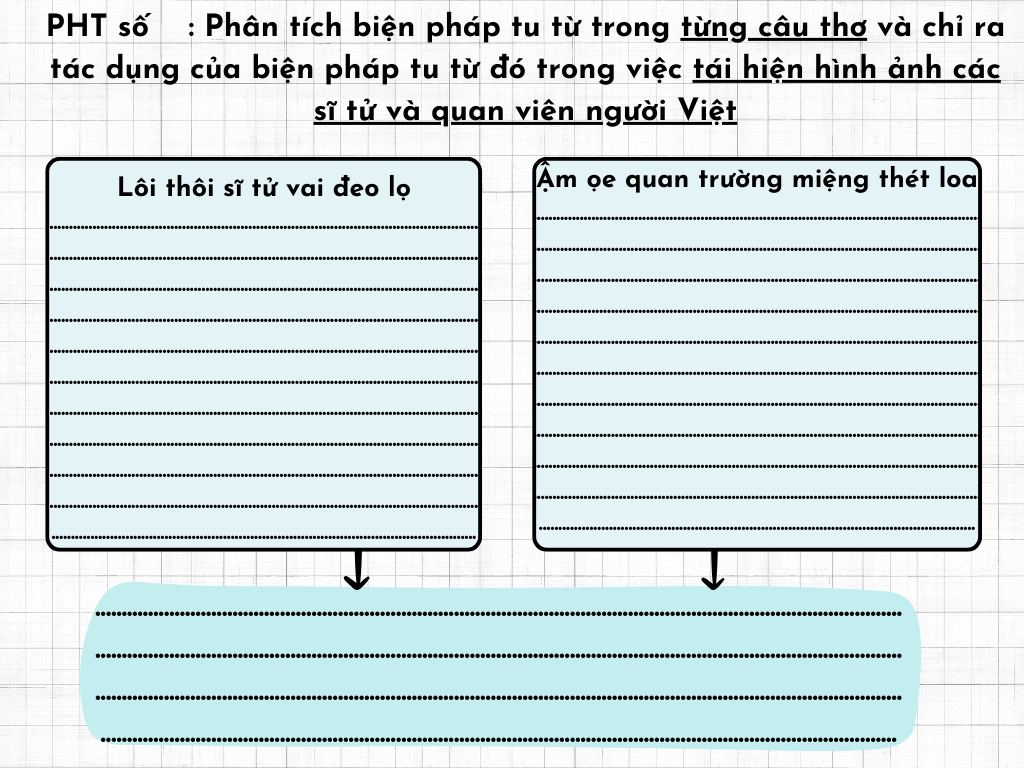 PHT số : Phân tích biện pháp tu từ trong từng câu thơ và chỉ ra
tác dụng của biện pháp tu từ đó trong việc tái hiện hình ảnh các
sĩ tử và quan viên người Việt
Lôi thôi sĩ tử vai đeo lọ
Ậm ọe quan trường miệng thét loa